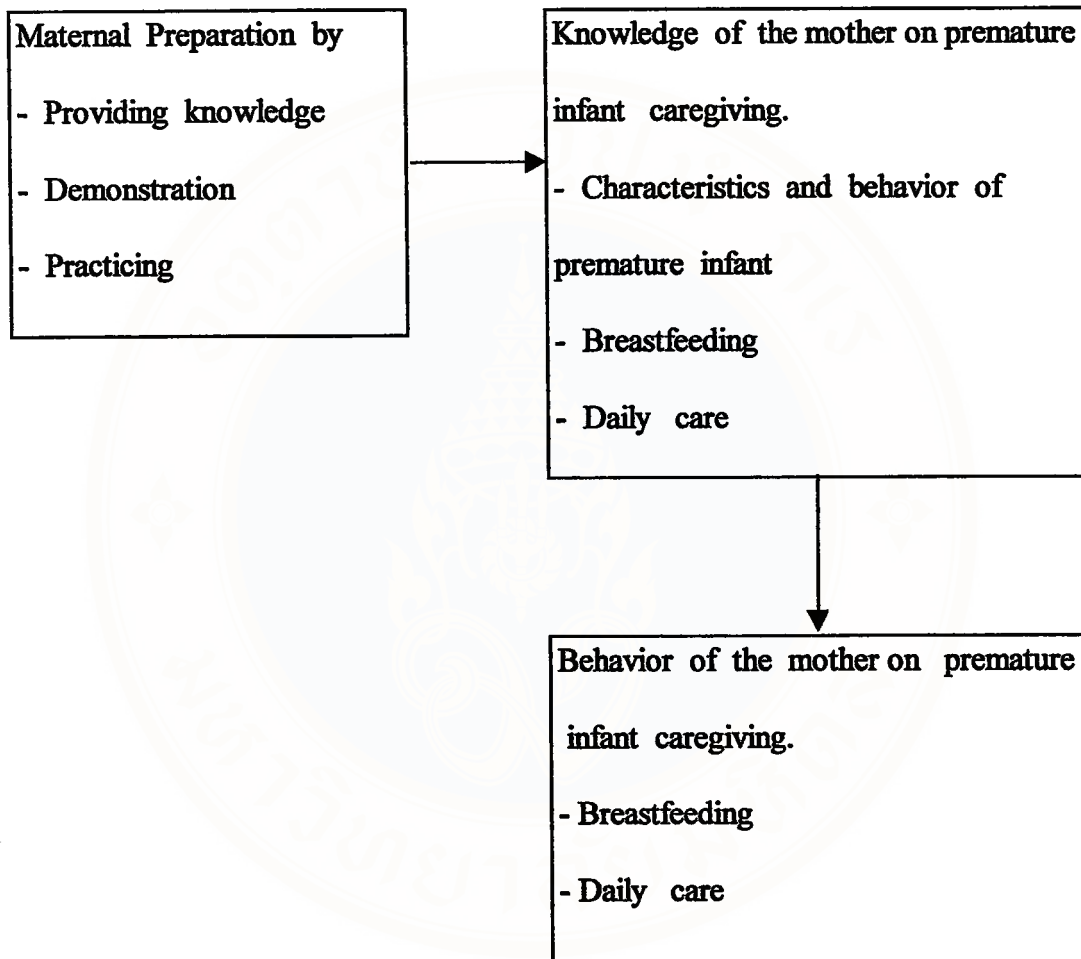 Maternal Preparation by
- Providing knowledge
- Demonstration
- Practicing
Knowledge of the mother on premature
infant caregiving.
- Characteristics and behavior of
premature infant
- Breastfeeding
- Daily care
Behavior of the mother on premature
infant caregiving.
- Breastfeeding
- Daily care